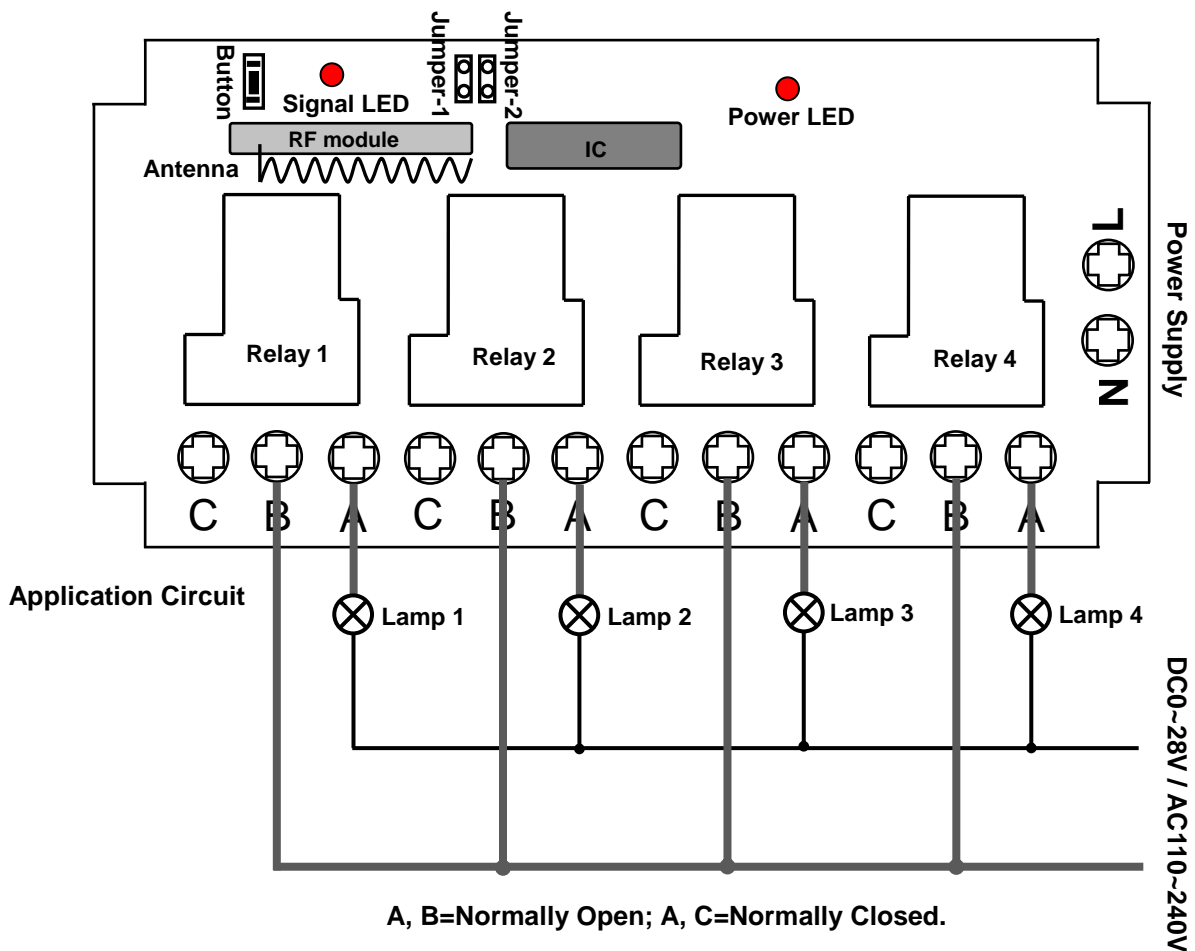 Button
Jumper-1
Jumper-2
Signal LED
Power LED
RF module
IC
Antenna
L
Power Supply
Relay 1
Relay 2
Relay 3
Relay 4
N
C B A C B A C B A C B A
Application Circuit
Lamp 1
Lamp 2
Lamp 3
Lamp 4
DC0~28V / AC110~240V
A, B=Normally Open; A, C=Normally Closed.